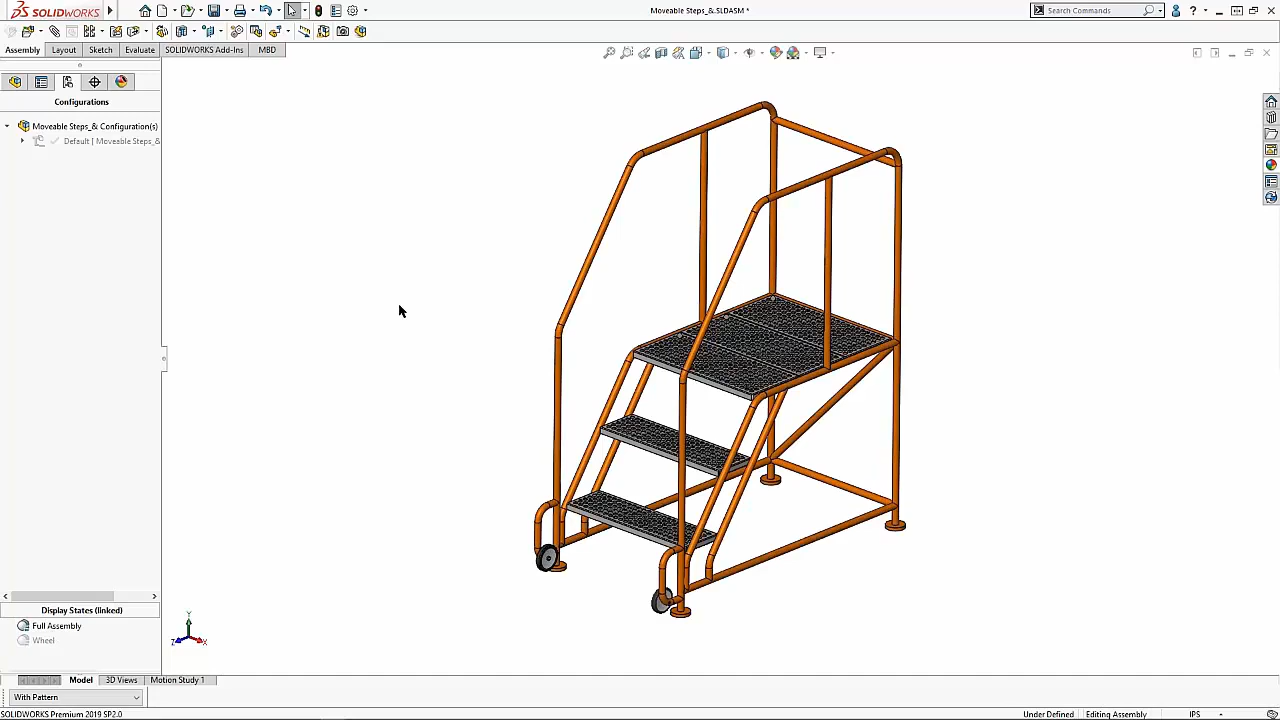 SOLIDWORKS
Moveable Steps_&.SLDASM *
Search Commands
Assembly
Layout
Sketch
Evaluate
SOLIDWORKS Add-Ins
MBD
Configurations
Moveable Steps_& Configuration(s)
Default [ Moveable Steps_&
Display States (linked)
Full Assembly
Wheel
Y
Z
X
Model
3D Views
Motion Study 1
With Pattern
SOLIDWORKS Premium 2019 SP2.0
Under Defined
Editing Assembly
IPS